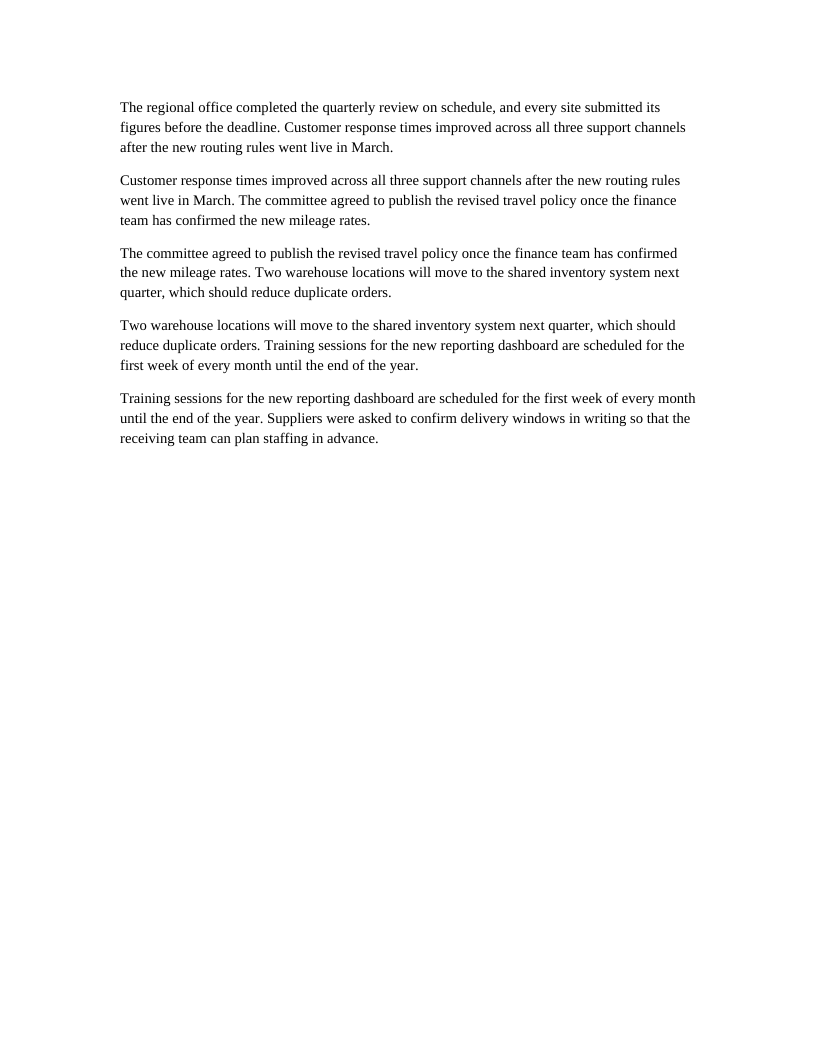 The regional office completed the quarterly review on schedule, and every site submitted its
figures before the deadline. Customer response times improved across all three support channels
after the new routing rules went live in March.
Customer response times improved across all three support channels after the new routing rules
went live in March. The committee agreed to publish the revised travel policy once the finance
team has confirmed the new mileage rates.
The committee agreed to publish the revised travel policy once the finance team has confirmed
the new mileage rates. Two warehouse locations will move to the shared inventory system next
quarter, which should reduce duplicate orders.
Two warehouse locations will move to the shared inventory system next quarter, which should
reduce duplicate orders. Training sessions for the new reporting dashboard are scheduled for the
first week of every month until the end of the year.
Training sessions for the new reporting dashboard are scheduled for the first week of every month
until the end of the year. Suppliers were asked to confirm delivery windows in writing so that the
receiving team can plan staffing in advance.